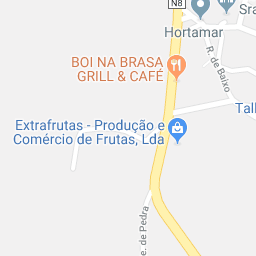 N8
Sra
Hortamar
BOI NA BRASA
GRILL & CAFÉ
R. de Baixo
Tall
Extrafrutas - Produção e
Comércio de Frutas, Lda
e. de Pedra